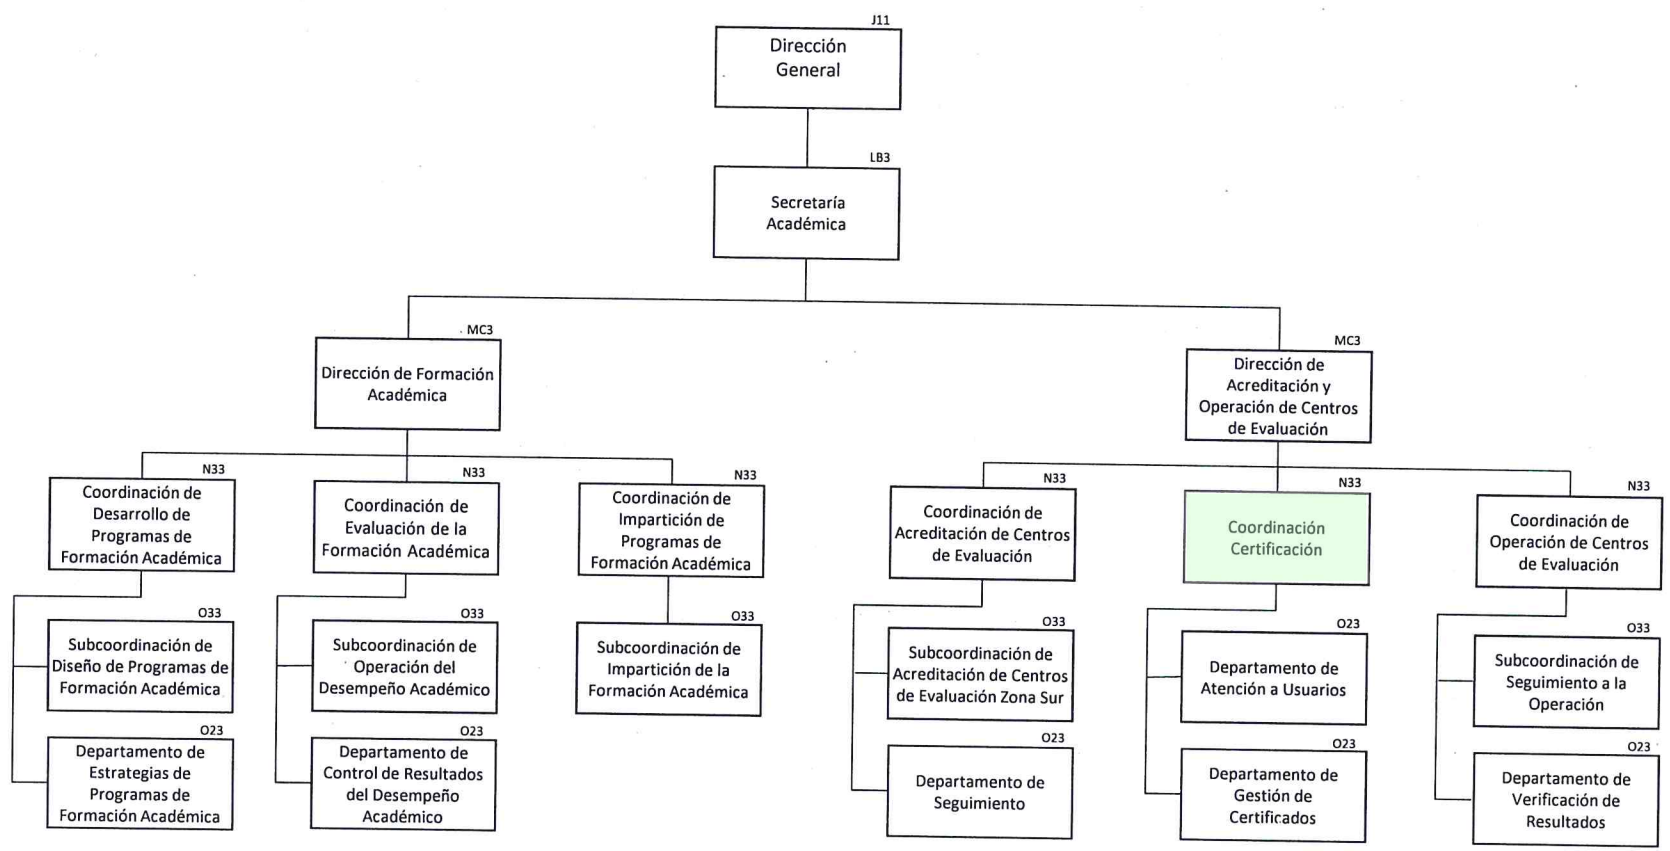 J11
Dirección
General
LB3
Secretaría
Académica
MC3
Dirección de Formación
Académica
MC3
Dirección de
Acreditación y
Operación de Centros
de Evaluación
N33
Coordinación de
Desarrollo de
Programas de
Formación Académica
N33
Coordinación de
Evaluación de la
Formación Académica
N33
Coordinación de
Impartición de
Programas de
Formación Académica
N33
Coordinación de
Acreditación de Centros
de Evaluación
N33
Coordinación
Certificación
N33
Coordinación de
Operación de Centros
de Evaluación
O33
Subcoordinación de
Diseño de Programas de
Formación Académica
O33
Subcoordinación de
Operación del
Desempeño Académico
O33
Subcoordinación de
Impartición de la
Formación Académica
O33
Subcoordinación de
Acreditación de Centros
de Evaluación Zona Sur
O23
Departamento de
Atención a Usuarios
O33
Subcoordinación de
Seguimiento a la
Operación
O23
Departamento de
Estrategias de
Programas de
Formación Académica
O23
Departamento de
Control de Resultados
del Desempeño
Académico
O23
Departamento de
Seguimiento
O23
Departamento de
Gestión de
Certificados
O23
Departamento de
Verificación de
Resultados